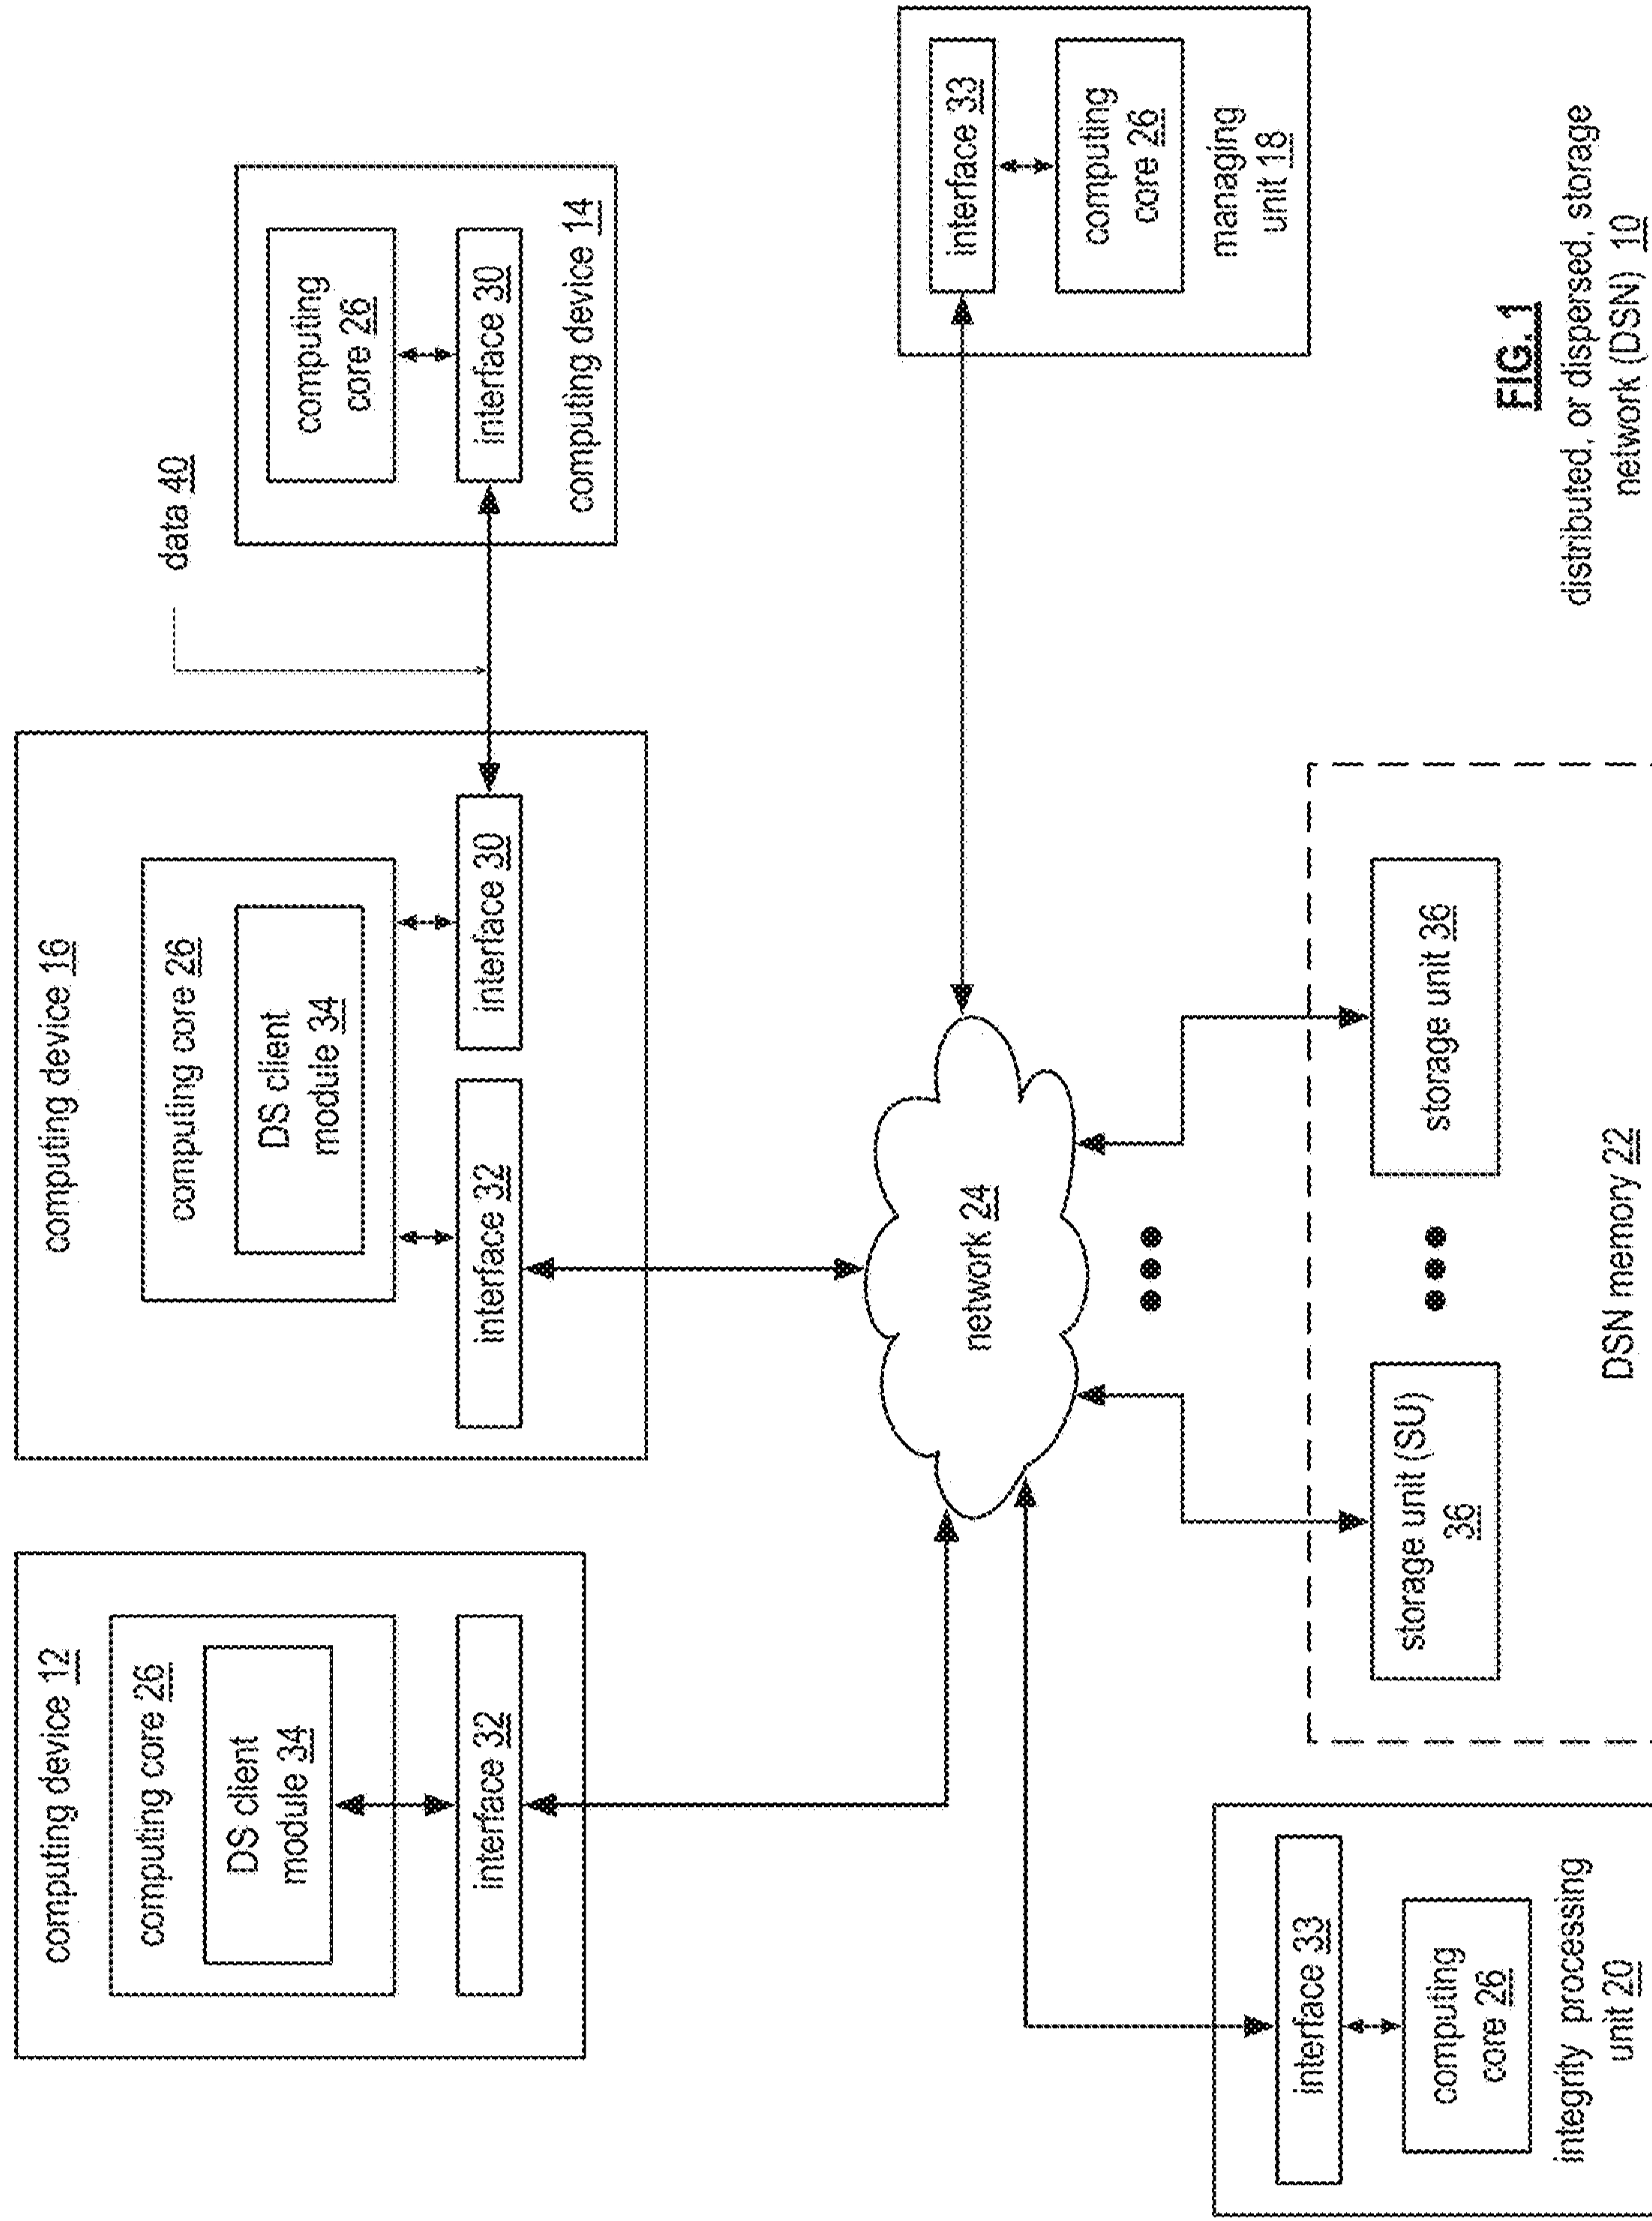 computing device 12
computing core 26
DS client
module 34
interface 32
computing device 16
computing core 26
DS client
module 34
interface 32
interface 30
data 40
computing
core 26
interface 30
computing device 14
network 24
interface 33
computing
core 26
managing
unit 18
interface 33
computing
core 26
integrity processing
unit 20
storage unit (SU)
36
storage unit 36
DSN memory 22
FIG. 1
distributed, or dispersed, storage
network (DSN) 10